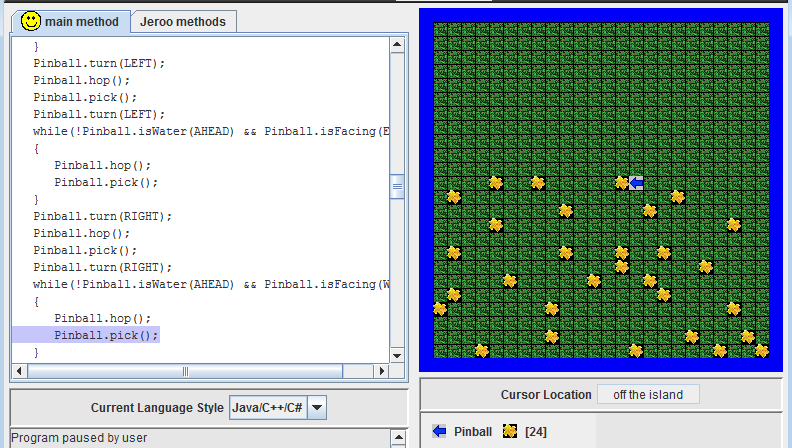 main method
Jeroo methods
}
Pinball.turn(LEFT);
Pinball.hop();
Pinball.pick();
Pinball.turn(LEFT);
while(!Pinball.isWater(AHEAD) && Pinball.isFacing(E
{
Pinball.hop();
Pinball.pick();
}
Pinball.turn(RIGHT);
Pinball.hop();
Pinball.pick();
Pinball.turn(RIGHT);
while(!Pinball.isWater(AHEAD) && Pinball.isFacing(W
{
Pinball.hop();
Pinball.pick();
}
Current Language Style Java/C++/C#
Program paused by user
Cursor Location off the island
Pinball [24]